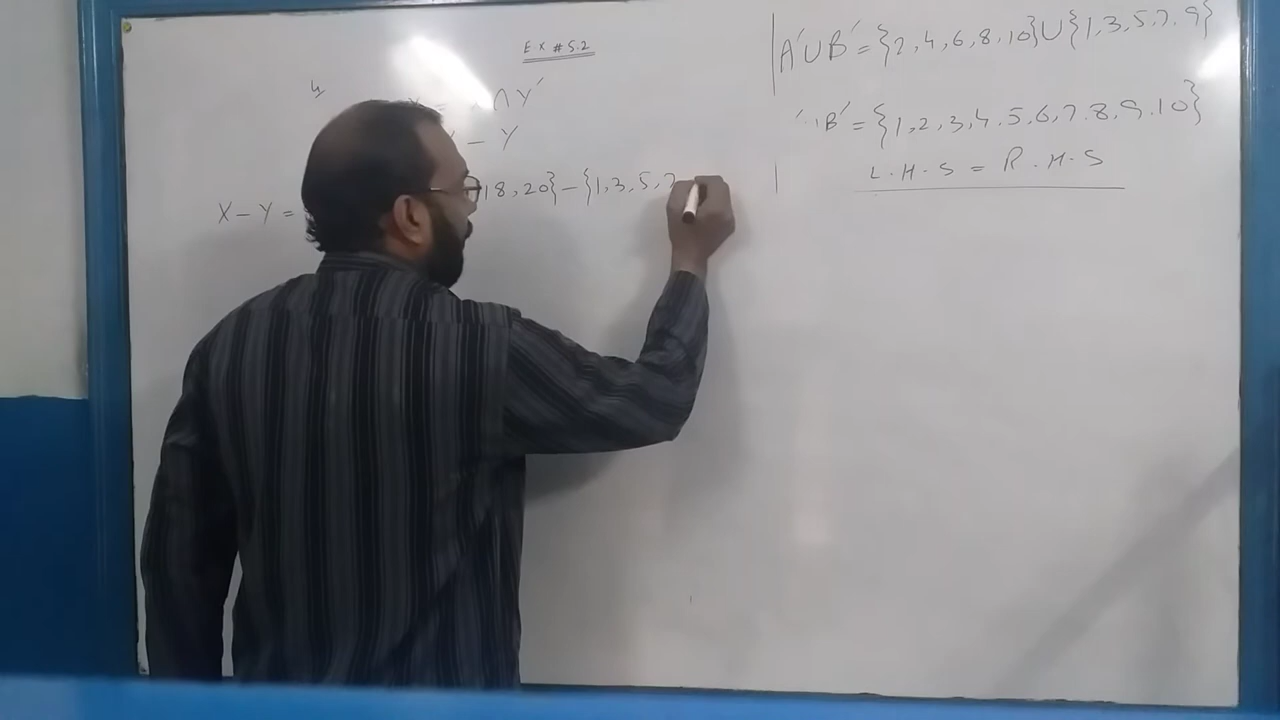 Ex # 5.2
4
= ∩ Y′
– Y
X – Y = 18, 20} – {1, 3, 5, 7
A′∪B′ = {2, 4, 6, 8, 10}∪{1, 3, 5, 7, 9}
B′ = {1, 2, 3, 4, 5, 6, 7, 8, 9, 10}
L.H.S = R.H.S